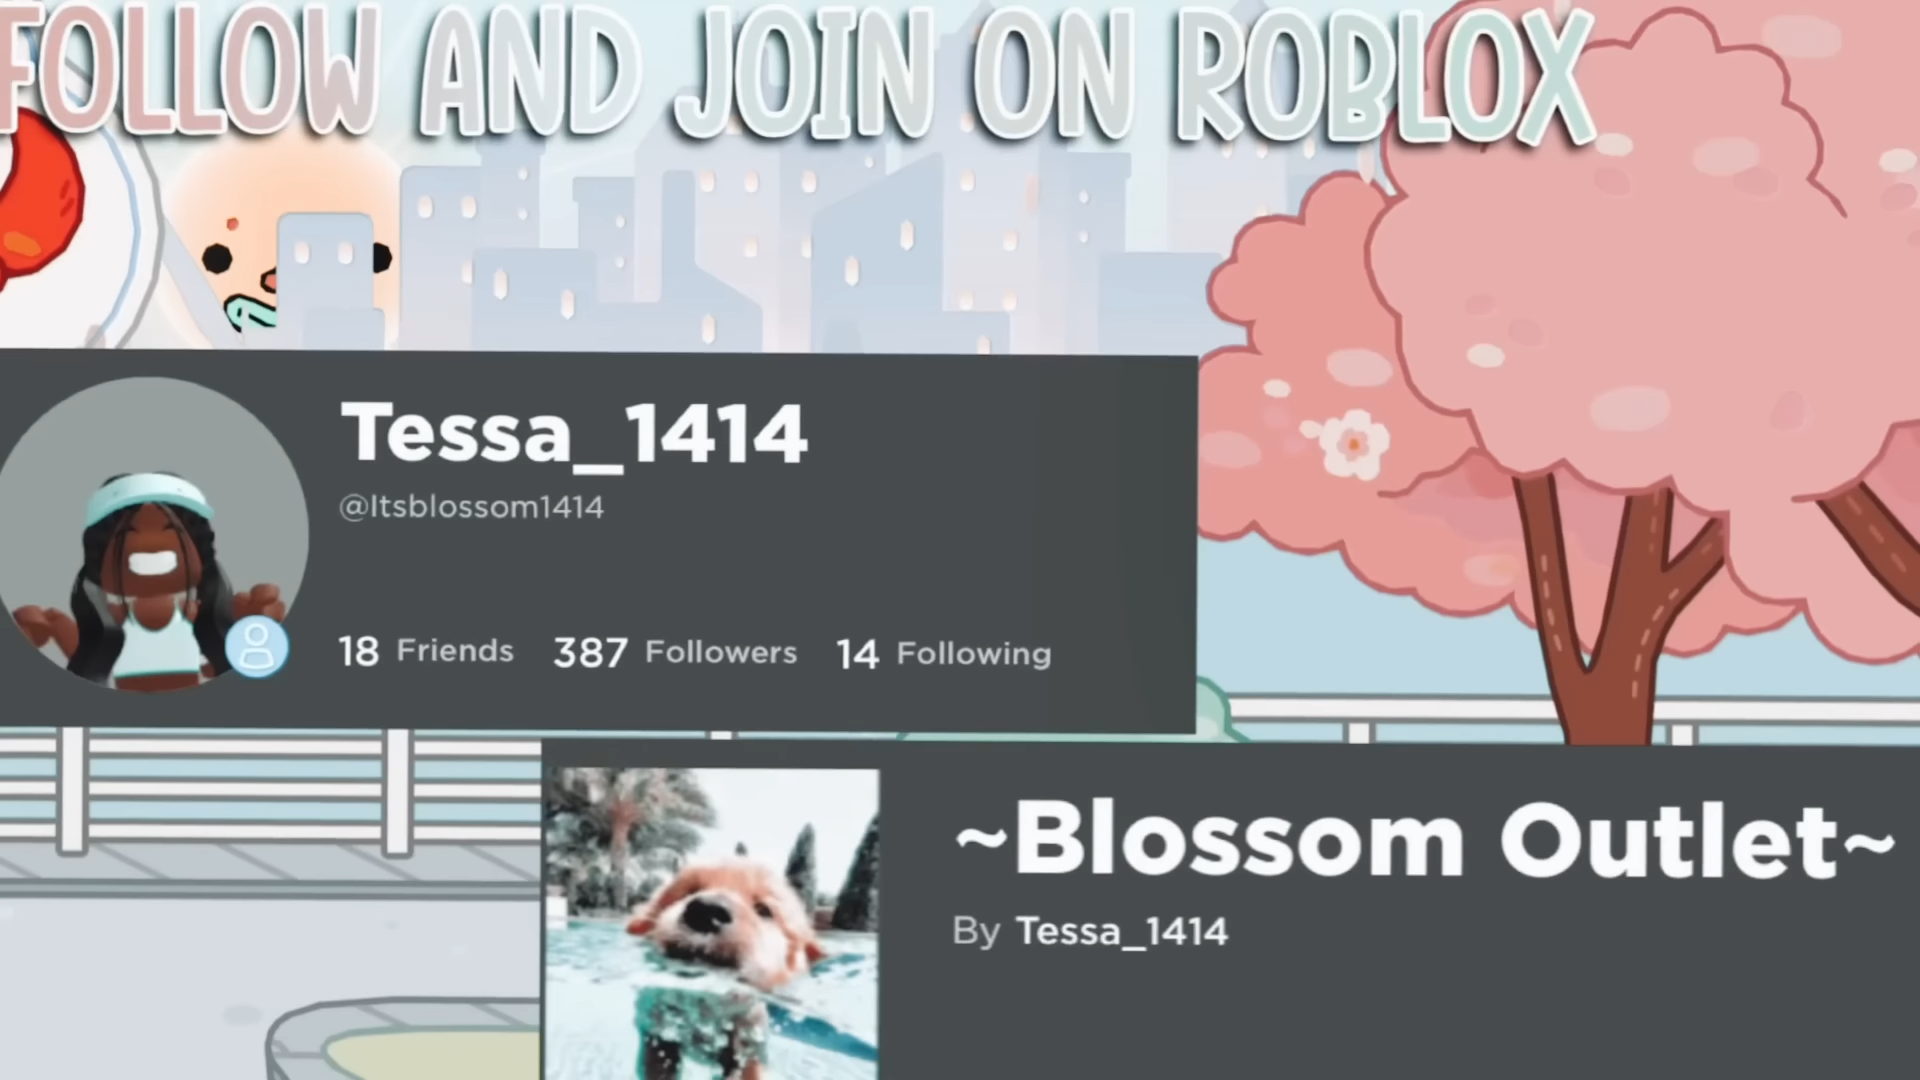 FOLLOW AND JOIN ON ROBLOX
Tessa_1414
@Itsblossom1414
18 Friends 387 Followers 14 Following
~Blossom Outlet~
By Tessa_1414